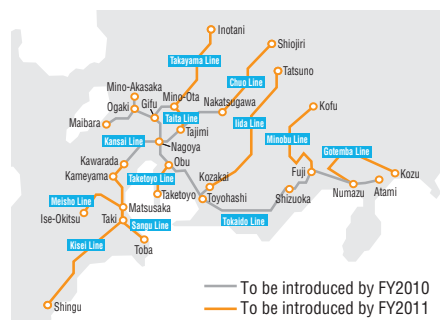 Inotani
Shiojiri
Takayama Line
Chuo Line
Tatsuno
Mino-Akasaka
Mino-Ota
Gifu
Ogaki
Nakatsugawa
Kofu
Taita Line
Iida Line
Maibara
Tajimi
Minobu Line
Kansai Line
Gotemba Line
Nagoya
Kawarada
Obu
Kozakai
Fuji
Kozu
Kameyama
Taketoyo Line
Atami
Meisho Line
Taketoyo
Toyohashi
Shizuoka
Numazu
Matsusaka
Ise-Okitsu
Taki
Sangu Line
Tokaido Line
Kisei Line
Toba
Shingu
To be introduced by FY2010
To be introduced by FY2011